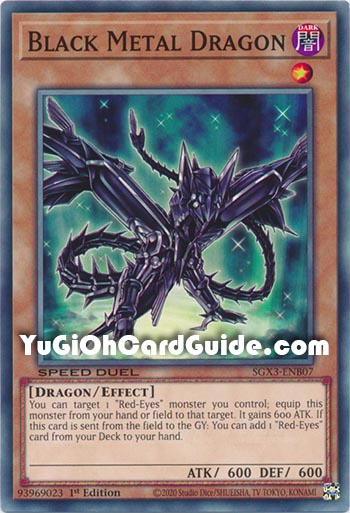 BLACK METAL DRAGON
DARK
闇
YuGiOhCardGuide.com
SPEED DUEL
SGX3-ENB07
[DRAGON/EFFECT]
You can target 1 "Red-Eyes" monster you control; equip this
monster from your hand or field to that target. It gains 600 ATK. If
this card is sent from the field to the GY: You can add 1 "Red-Eyes"
card from your Deck to your hand.
ATK/ 600 DEF/ 600
93969023
1st Edition
©2020 Studio Dice/SHUEISHA, TV TOKYO, KONAMI